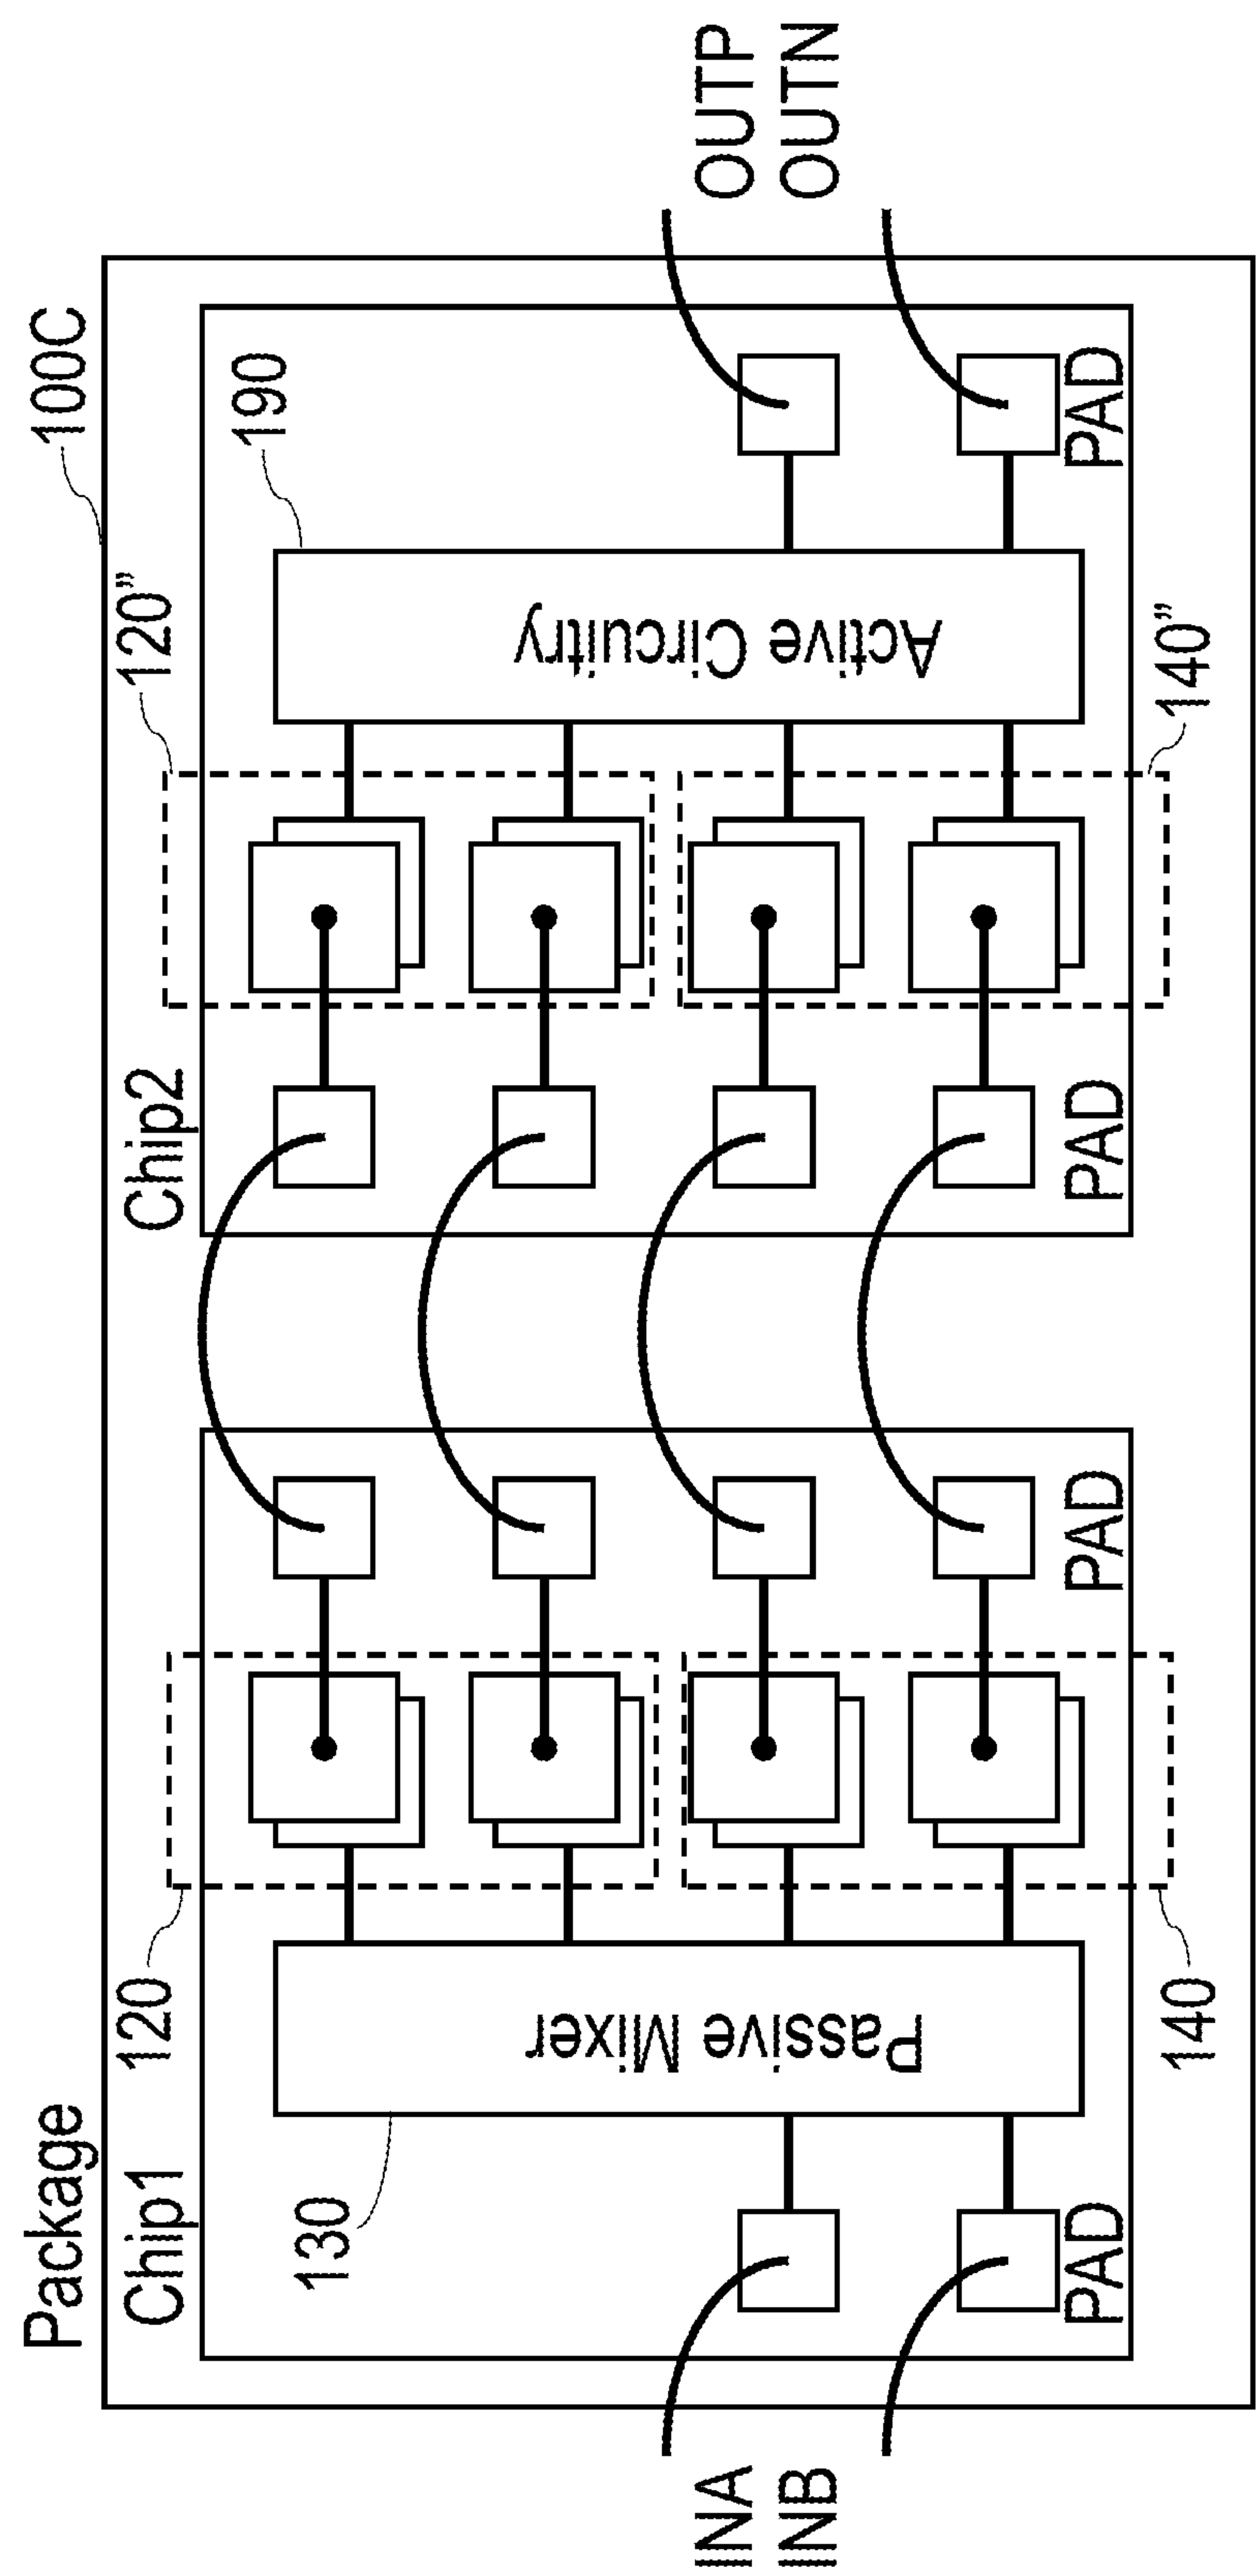 Package
100C
Chip1
Chip2
120
120”
130
190
Passive Mixer
Active Circuitry
INA
INB
OUTP
OUTN
PAD
PAD
PAD
PAD
140
140”